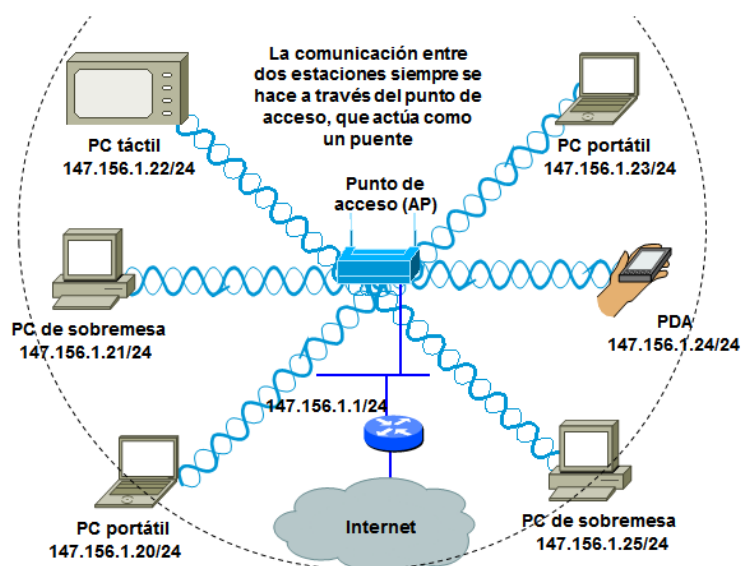 La comunicación entre
dos estaciones siempre se
hace a través del punto de
acceso, que actúa como
un puente
PC táctil
147.156.1.22/24
PC portátil
147.156.1.23/24
Punto de
acceso (AP)
PC de sobremesa
147.156.1.21/24
PDA
147.156.1.24/24
147.156.1.1/24
PC portátil
147.156.1.20/24
Internet
PC de sobremesa
147.156.1.25/24